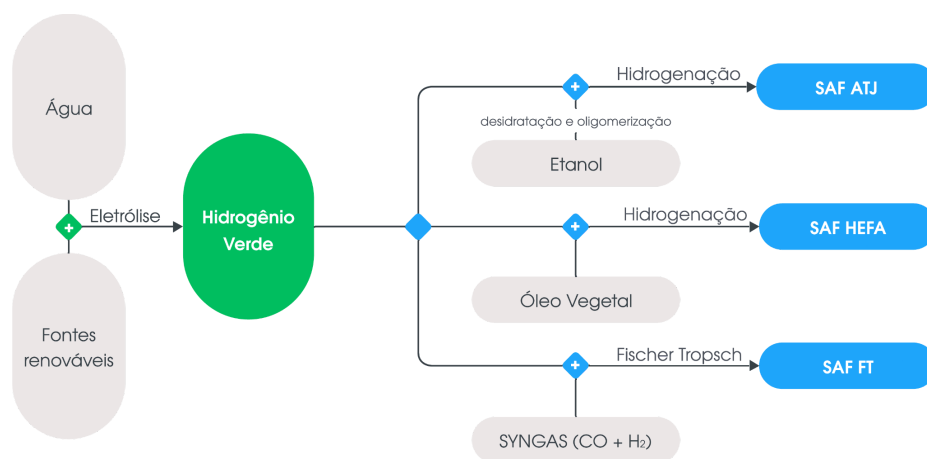 Água
Eletrólise
Fontes
renováveis
Hidrogênio
Verde
Hidrogenação
SAF ATJ
desidratação e oligomerização
Etanol
Hidrogenação
SAF HEFA
Óleo Vegetal
Fischer Tropsch
SAF FT
SYNGAS (CO + H₂)